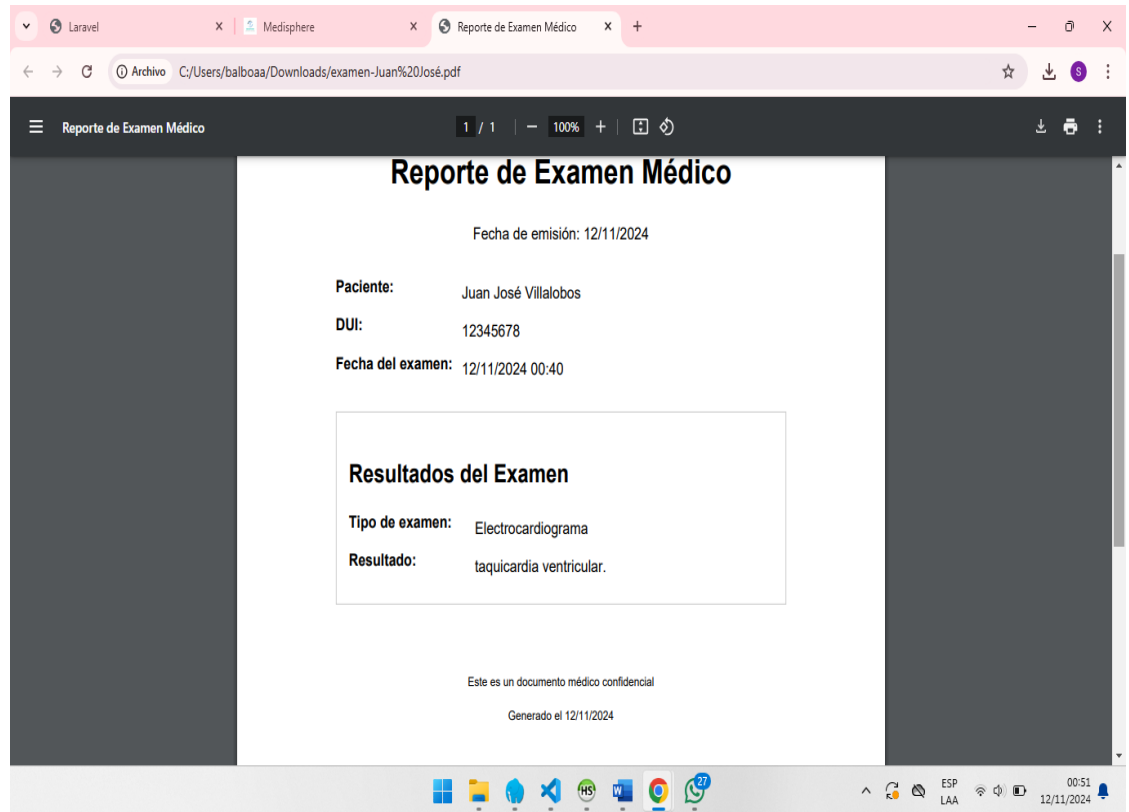 Laravel
Medisphere
Reporte de Examen Médico
Archivo
C:/Users/balboaa/Downloads/examen-Juan%20José.pdf
S
Reporte de Examen Médico
1 / 1
100%
Reporte de Examen Médico
Fecha de emisión: 12/11/2024
Paciente: Juan José Villalobos
DUI: 12345678
Fecha del examen: 12/11/2024 00:40
Resultados del Examen
Tipo de examen: Electrocardiograma
Resultado: taquicardia ventricular.
Este es un documento médico confidencial
Generado el 12/11/2024
HS
W
27
ESP
LAA
00:51
12/11/2024